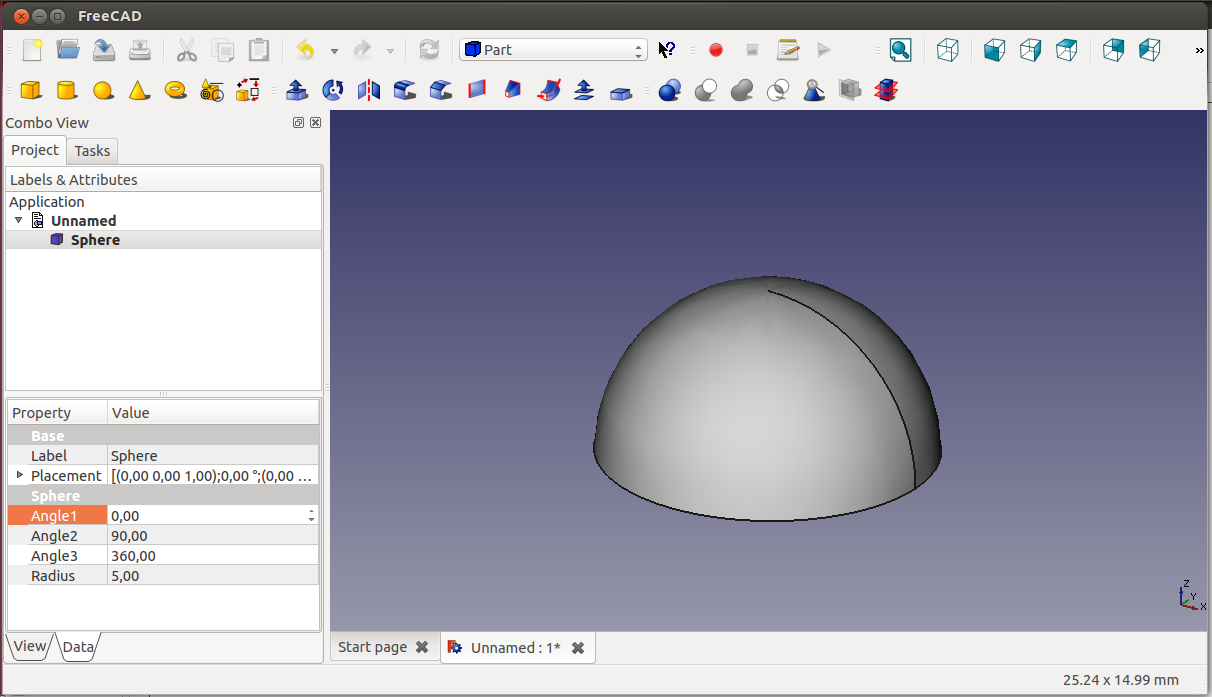 FreeCAD
Part
»
Combo View
Project Tasks
Labels & Attributes
Application
Unnamed
Sphere
Property Value
Base
Label Sphere
Placement [(0,00 0,00 1,00);0,00 °;(0,00 ...
Sphere
Angle1 0,00
Angle2 90,00
Angle3 360,00
Radius 5,00
Z
Y
X
View Data
Start page Unnamed : 1*
25.24 x 14.99 mm